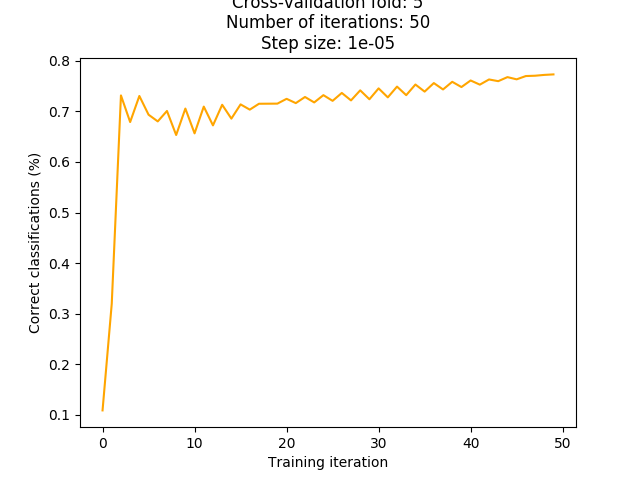 Cross-validation fold: 5
Number of iterations: 50
Step size: 1e-05
0.8
0.7
0.6
0.5
0.4
0.3
0.2
0.1
Correct classifications (%)
0 10 20 30 40 50
Training iteration